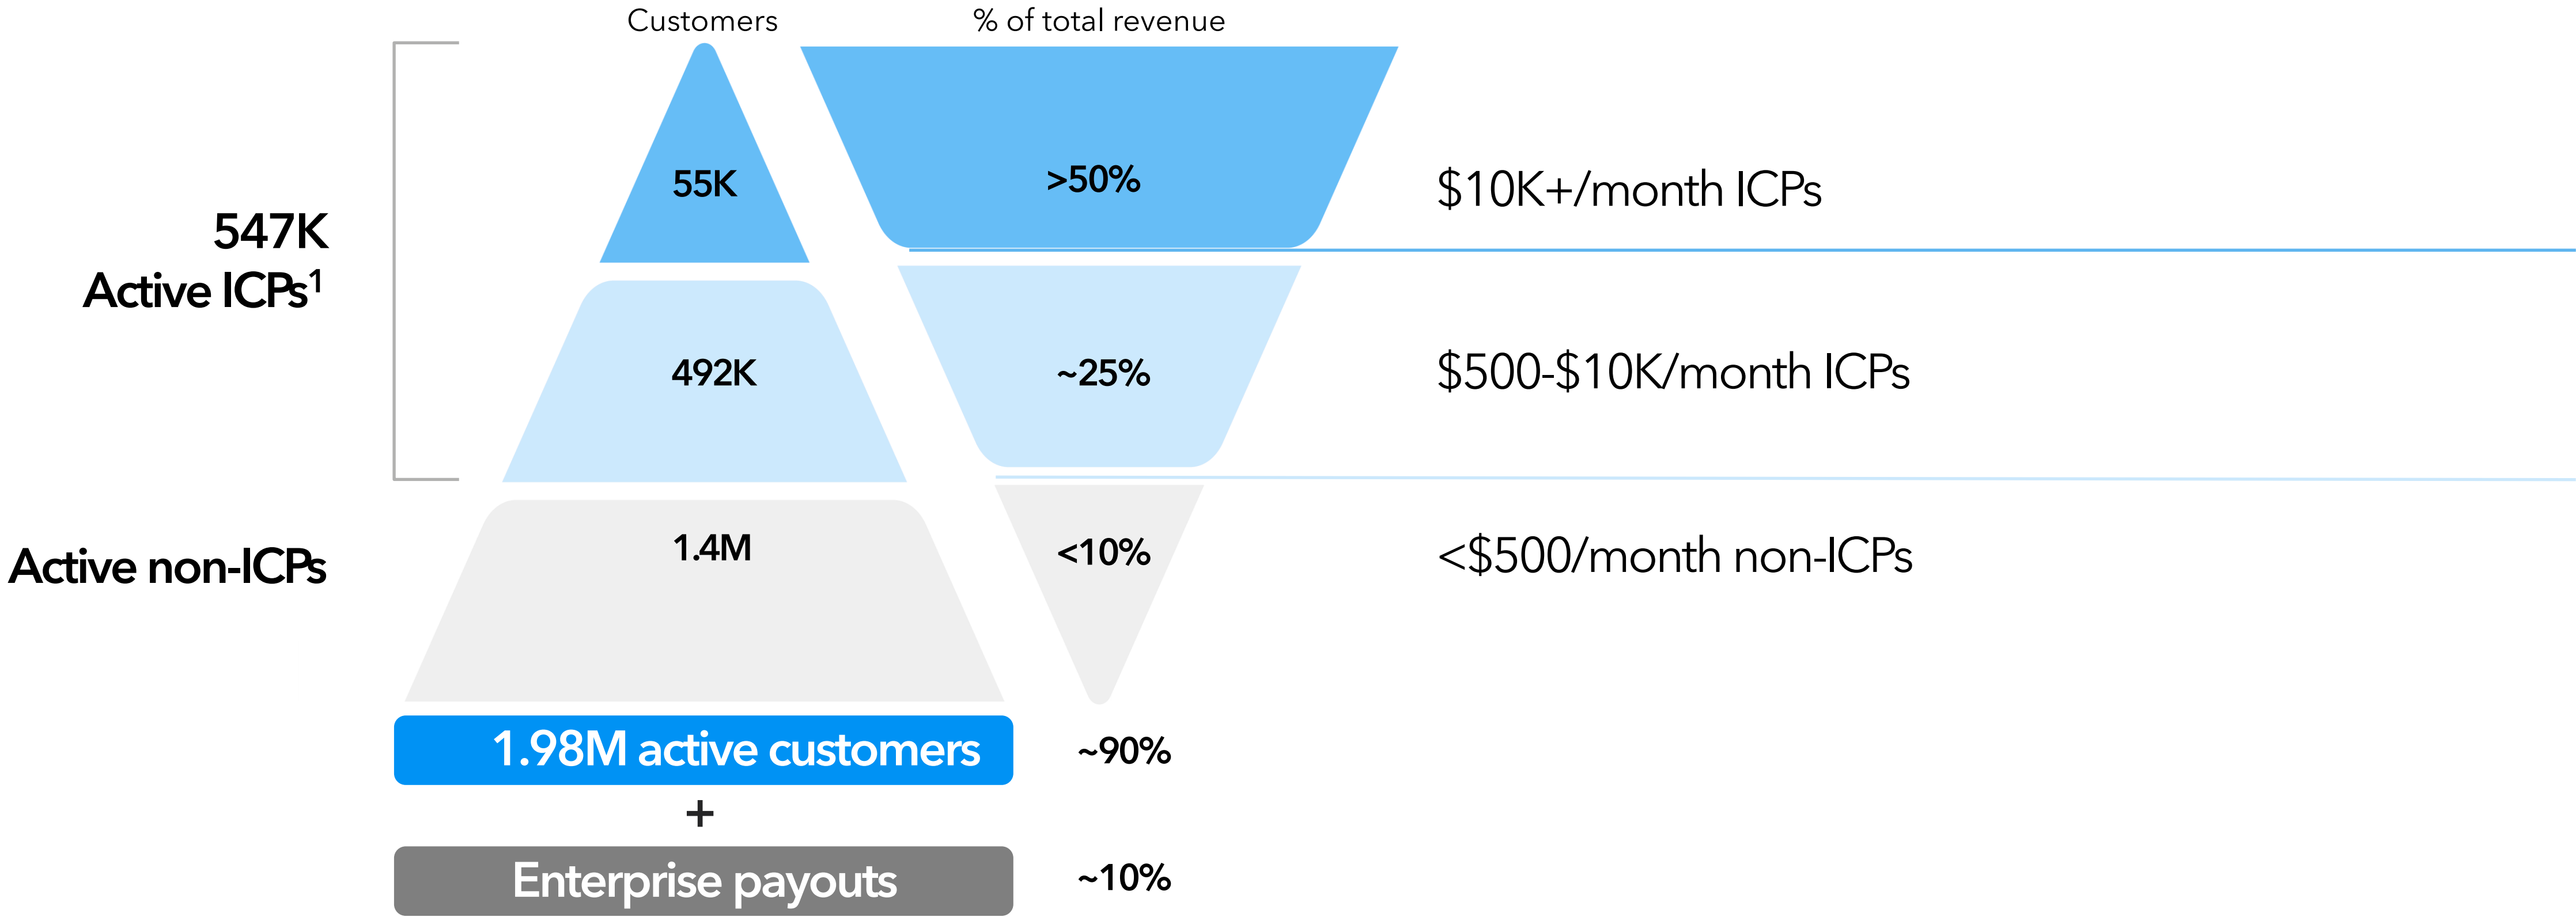 Customers
% of total revenue
547K
Active ICPs¹
55K
>50%
$10K+/month ICPs
492K
~25%
$500-$10K/month ICPs
Active non-ICPs
1.4M
<10%
<$500/month non-ICPs
1.98M active customers
~90%
+
Enterprise payouts
~10%